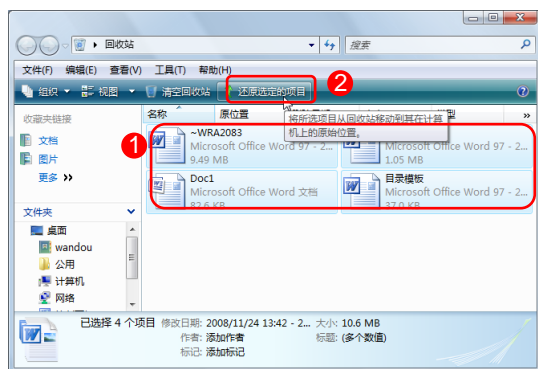 回收站
搜索
文件(F) 编辑(E) 查看(V) 工具(T) 帮助(H)
组织 视图 清空回收站 还原选定的项目
2
收藏夹链接
名称 原位置
型
将所选项目从回收站移动到其在计算
机上的原始位置。
1
文档
图片
更多
~WRA2083
Microsoft Office Word 97 - 2...
9.49 MB
Microsoft Office Word 97 - 2...
1.05 MB
Doc1
Microsoft Office Word 文档
82.6 KB
目录模板
Microsoft Office Word 97 - 2...
37.0 KB
文件夹
桌面
wandou
公用
计算机
网络
已选择 4 个项目
修改日期: 2008/11/24 13:42 - 2...
大小: 10.6 MB
作者: 添加作者
标题: (多个数值)
标记: 添加标记